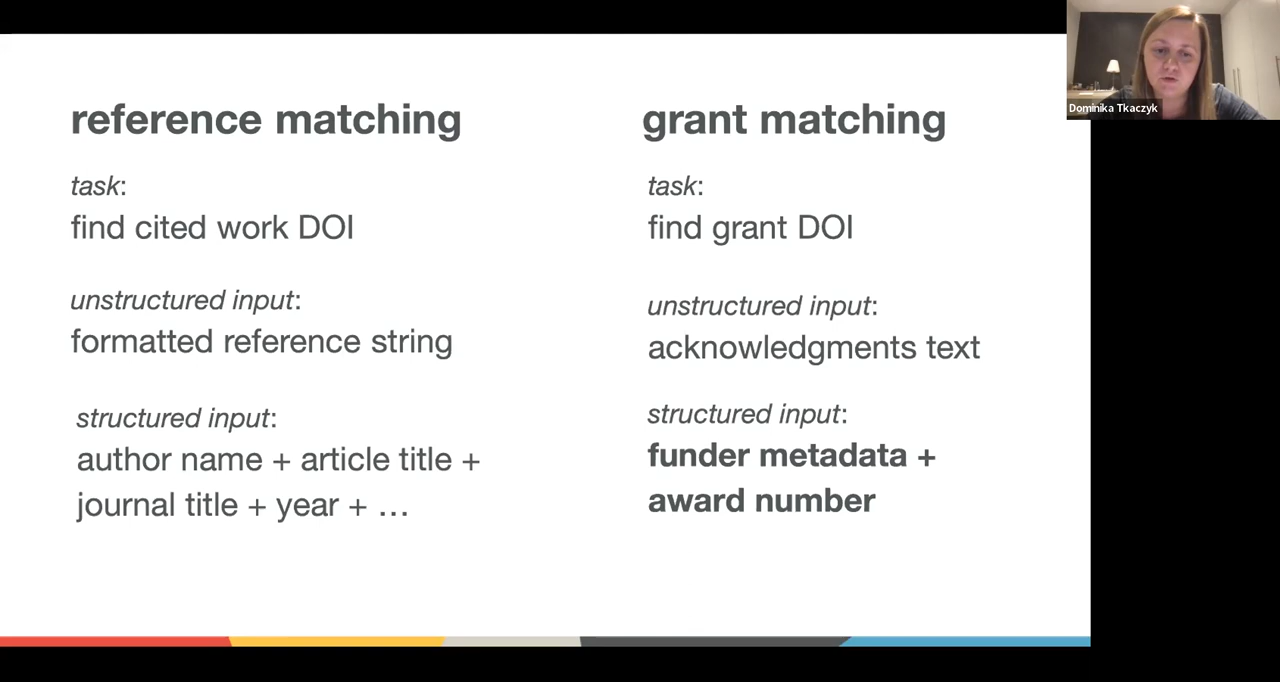 reference matching
task:
find cited work DOI
unstructured input:
formatted reference string
structured input:
author name + article title +
journal title + year + …
grant matching
task:
find grant DOI
unstructured input:
acknowledgments text
structured input:
funder metadata +
award number
Dominika Tkaczyk